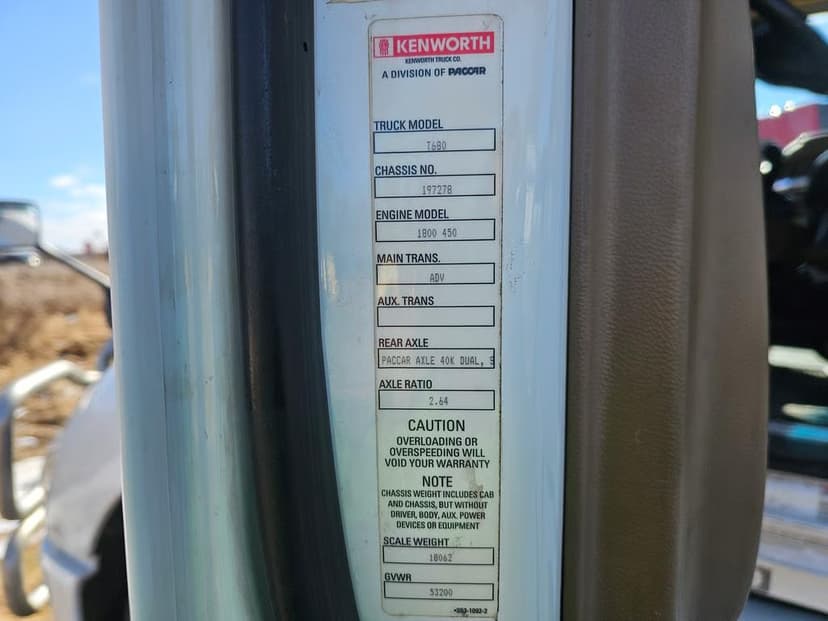 KENWORTH
KENWORTH TRUCK CO.
A DIVISION OF PACCAR
TRUCK MODEL
T680
CHASSIS NO.
197278
ENGINE MODEL
1800 450
MAIN TRANS.
ADV
AUX. TRANS
REAR AXLE
PACCAR AXLE 40K DUAL, S
AXLE RATIO
2.64
CAUTION
OVERLOADING OR
OVERSPEEDING WILL
VOID YOUR WARRANTY
NOTE
CHASSIS WEIGHT INCLUDES CAB
AND CHASSIS, BUT WITHOUT
DRIVER, BODY, AUX. POWER
DEVICES OR EQUIPMENT
SCALE WEIGHT
18062
GVWR
53200